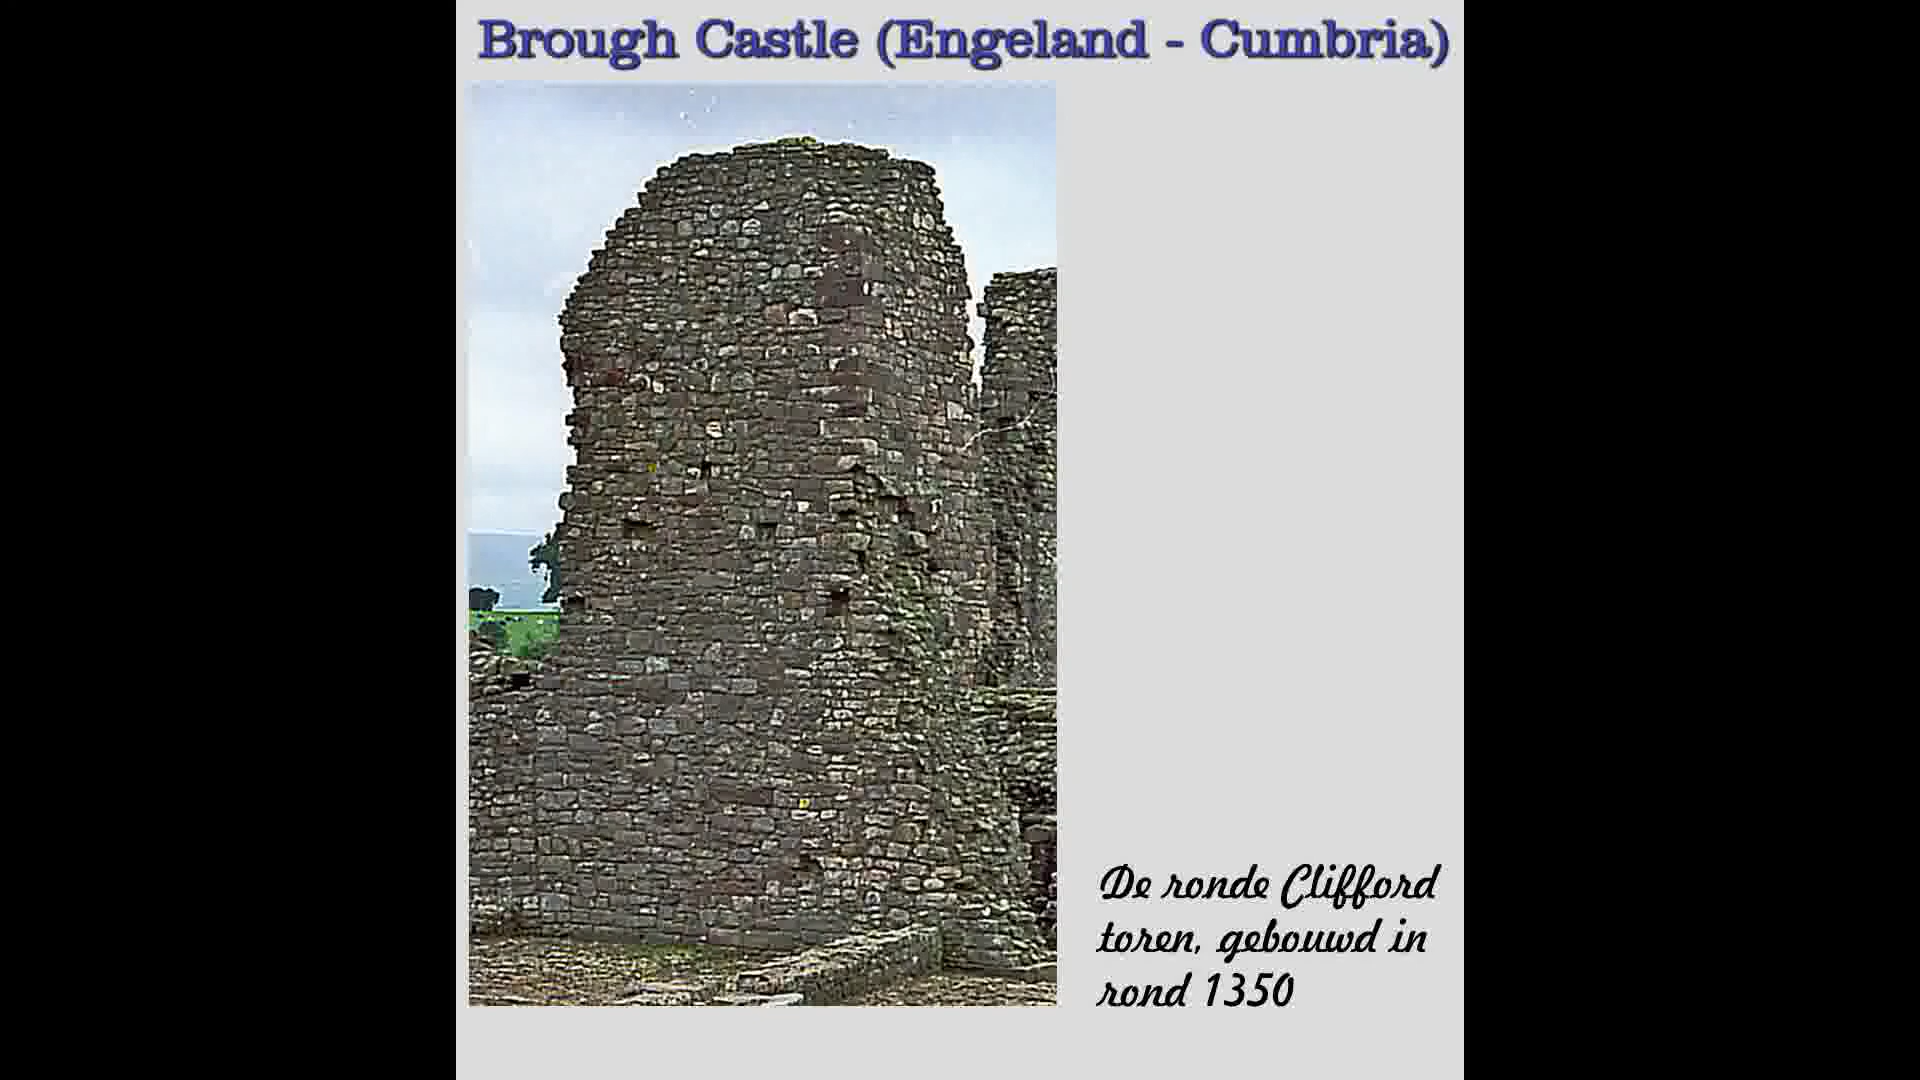 Brough Castle (Engeland - Cumbria)
De ronde Clifford
toren, gebouwd in
rond 1350